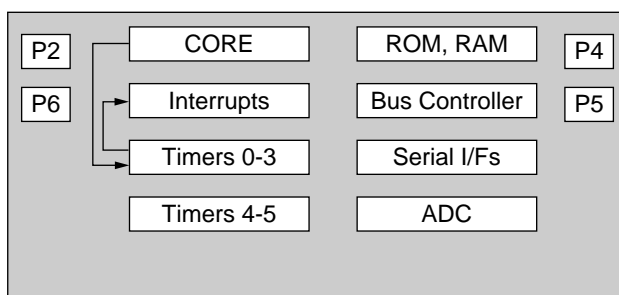 P2 CORE ROM, RAM P4
P6 Interrupts Bus Controller P5
Timers 0-3 Serial I/Fs
Timers 4-5 ADC